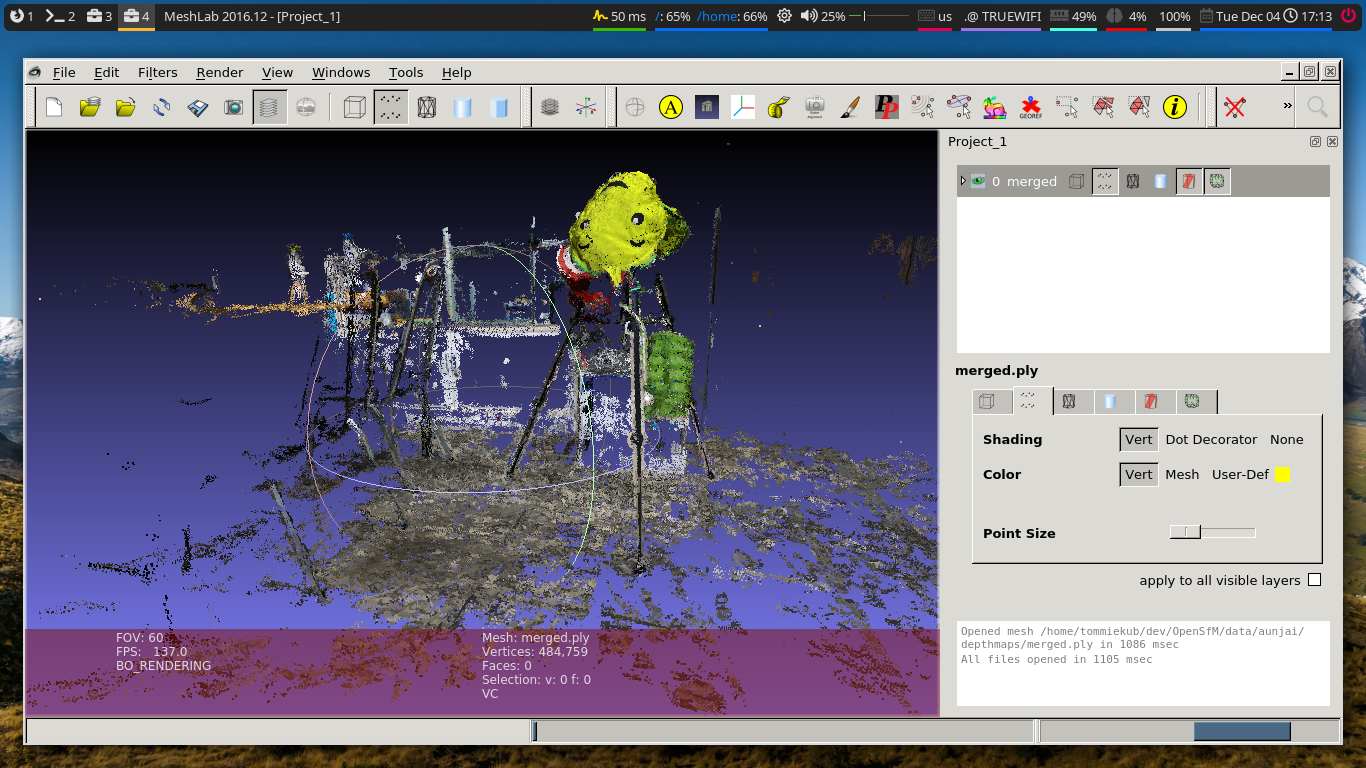 1 2 3 4 MeshLab 2016.12 - [Project_1] 50 ms /: 65% /home: 66% 25% us .@ TRUEWIFI 49% 4% 100% Tue Dec 04 17:13
File Edit Filters Render View Windows Tools Help
A PP GEOREF i »
Project_1
0 merged
merged.ply
Shading Vert Dot Decorator None
Color Vert Mesh User-Def
Point Size
apply to all visible layers
Opened mesh /home/tommiekub/dev/OpenSfM/data/aunjai/
depthmaps/merged.ply in 1086 msec
All files opened in 1105 msec
FOV: 60
FPS: 137.0
BO_RENDERING
Mesh: merged.ply
Vertices: 484,759
Faces: 0
Selection: v: 0 f: 0
VC